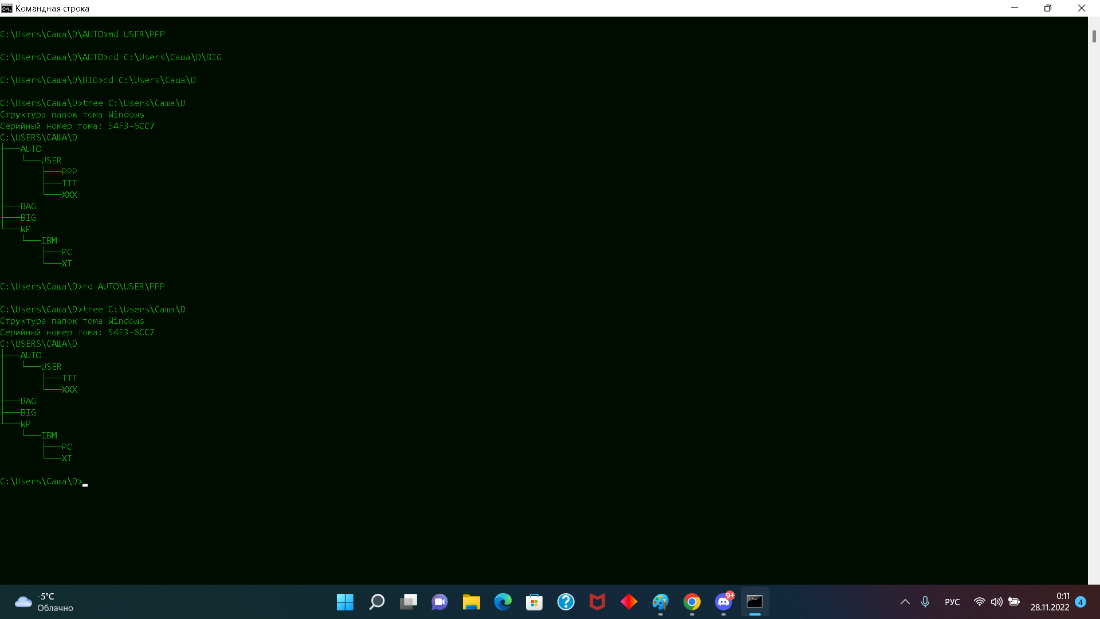 Командная строка
C:\Users\Саша\D\AUTO>md USER\PPP
C:\Users\Саша\D\AUTO>cd C:\Users\Саша\D\BIG
C:\Users\Саша\D\BIG>cd C:\Users\Саша\D
C:\Users\Саша\D>tree C:\Users\Саша\D
Структура папок тома Windows
Серийный номер тома: 54F3-6CC7
C:\USERS\САША\D
├───AUTO
│   └───USER
│       ├───PPP
│       ├───TTT
│       └───XXX
├───BAG
├───BIG
└───WP
    └───IBM
        ├───PC
        └───XT
C:\Users\Саша\D>rd AUTO\USER\PPP
C:\Users\Саша\D>tree C:\Users\Саша\D
Структура папок тома Windows
Серийный номер тома: 54F3-6CC7
C:\USERS\САША\D
├───AUTO
│   └───USER
│       ├───TTT
│       └───XXX
├───BAG
├───BIG
└───WP
    └───IBM
        ├───PC
        └───XT
C:\Users\Саша\D>
-5°C
Облачно
9+
РУС
0:11
28.11.2022
4